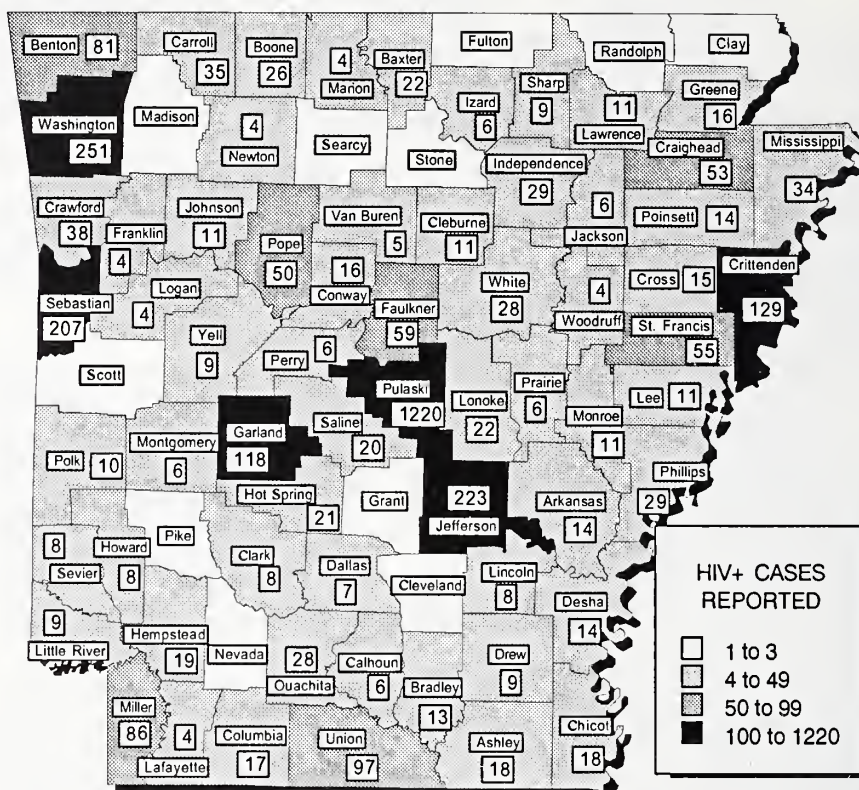 Benton 81
Carroll
35
Boone
26
4
Marion
Baxter
22
Fulton
Randolph
Clay
Sharp
9
Izard
6
11
Lawrence
Greene
16
Washington
251
Madison
4
Newton
Searcy
Stone
Independence
29
Craighead
53
Mississippi
34
Crawford
38
Franklin
4
Johnson
11
Pope
50
Van Buren
5
Cleburne
11
6
Jackson
Poinsett 14
Sebastian
207
Logan
4
16
Conway
Faulkner
59
White
28
4
Woodruff
Cross 15
Crittenden
129
St. Francis
55
Scott
Yell
9
Perry 6
Pulaski
1220
Lonoke
22
Prairie
6
Monroe
11
Lee 11
Polk 10
Montgomery
6
Garland
118
Saline
20
Hot Spring
21
Grant
223
Jefferson
Arkansas
14
Phillips
29
8
Sevier
Howard
8
Pike
Clark
8
Dallas
7
Cleveland
Lincoln
8
Desha
14
9
Little River
Hempstead
19
Nevada
28
Ouachita
Calhoun
6
Bradley
13
Drew
9
Miller
86
4
Lafayette
Columbia
17
Union
97
Ashley
18
Chicot
18
HIV+ CASES
REPORTED
1 to 3
4 to 49
50 to 99
100 to 1220